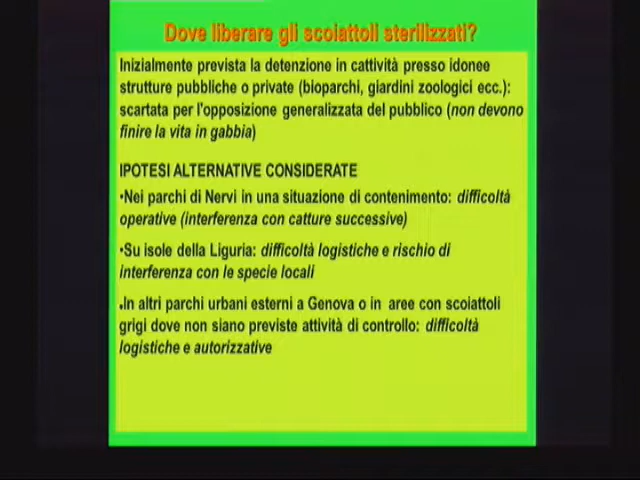 Dove liberare gli scoiattoli sterilizzati?
Inizialmente prevista la detenzione in cattività presso idonee
strutture pubbliche o private (bioparchi, giardini zoologici ecc.):
scartata per l'opposizione generalizzata del pubblico (non devono
finire la vita in gabbia)
IPOTESI ALTERNATIVE CONSIDERATE
•Nei parchi di Nervi in una situazione di contenimento: difficoltà
operative (interferenza con catture successive)
•Su isole della Liguria: difficoltà logistiche e rischio di
interferenza con le specie locali
•In altri parchi urbani esterni a Genova o in aree con scoiattoli
grigi dove non siano previste attività di controllo: difficoltà
logistiche e autorizzative